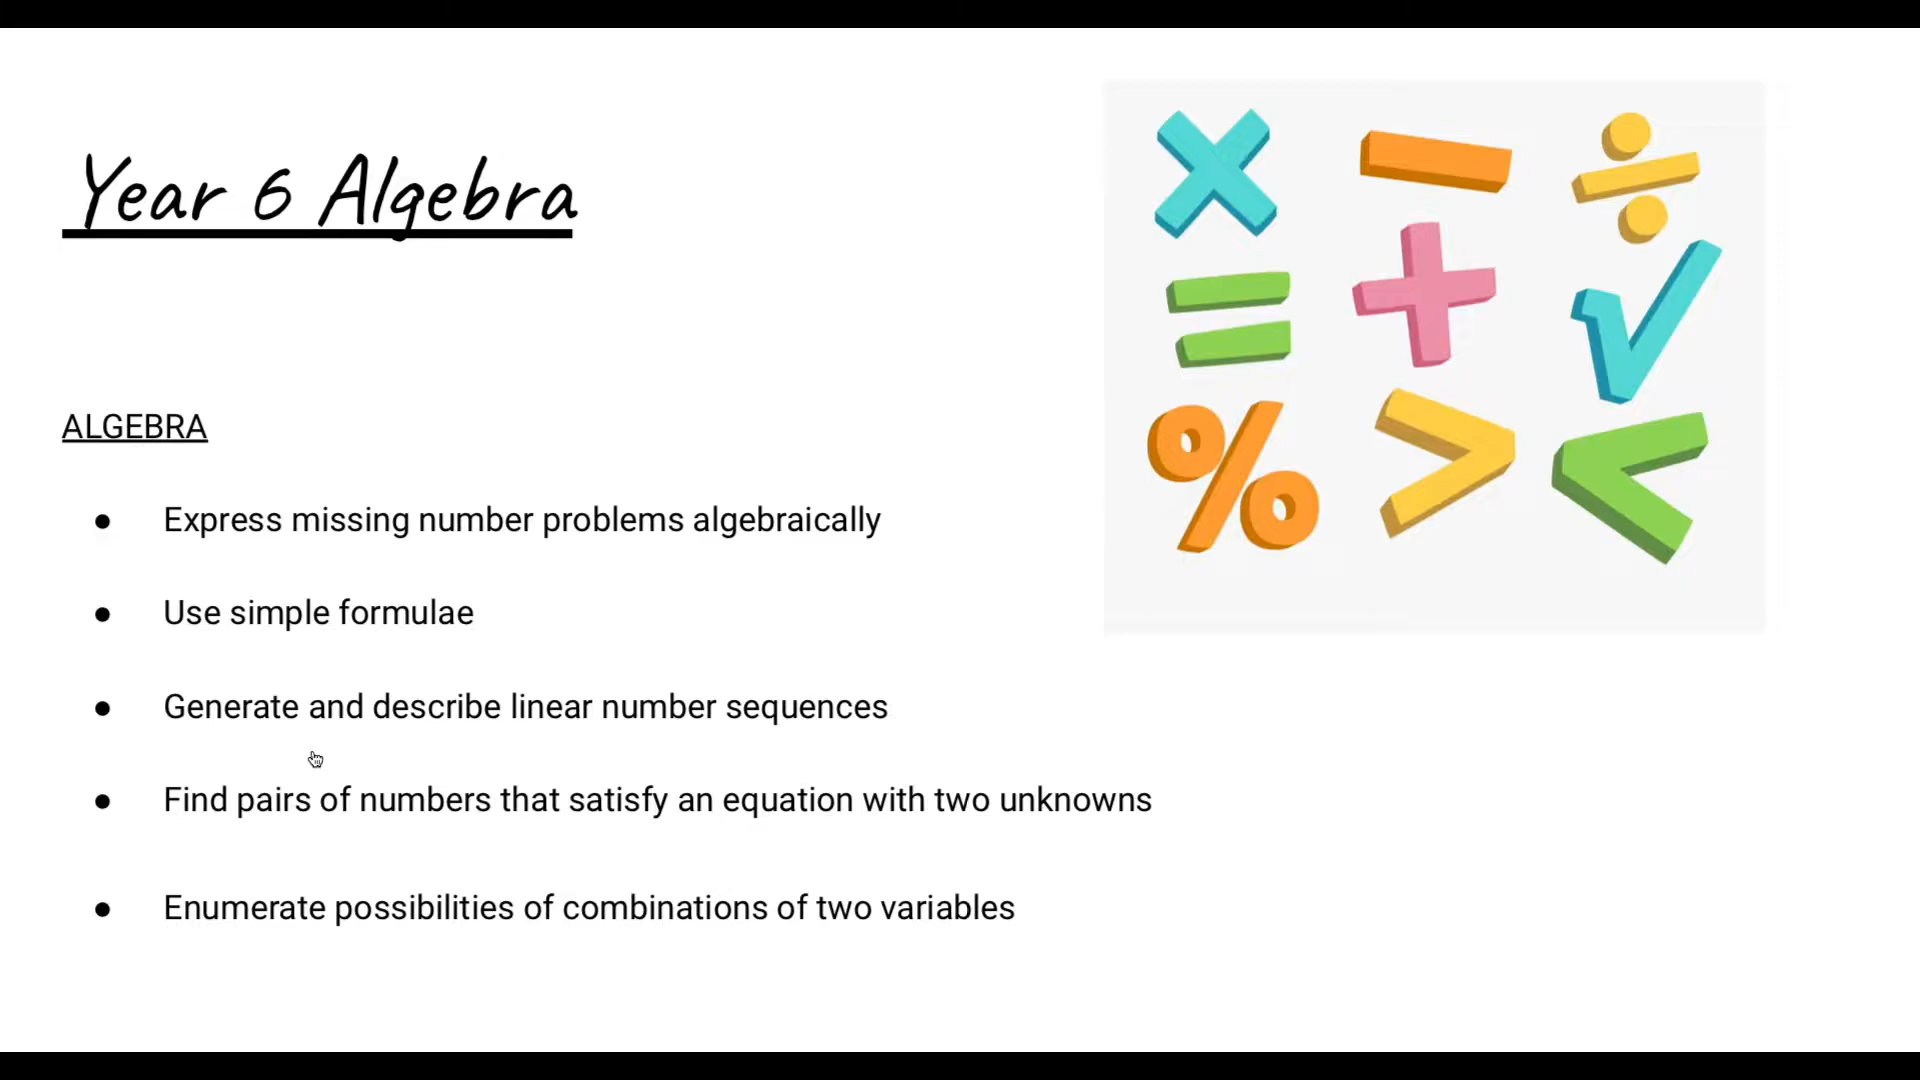 Year 6 Algebra
× − ÷
= + √
% > <
ALGEBRA
● Express missing number problems algebraically
● Use simple formulae
● Generate and describe linear number sequences
● Find pairs of numbers that satisfy an equation with two unknowns
● Enumerate possibilities of combinations of two variables